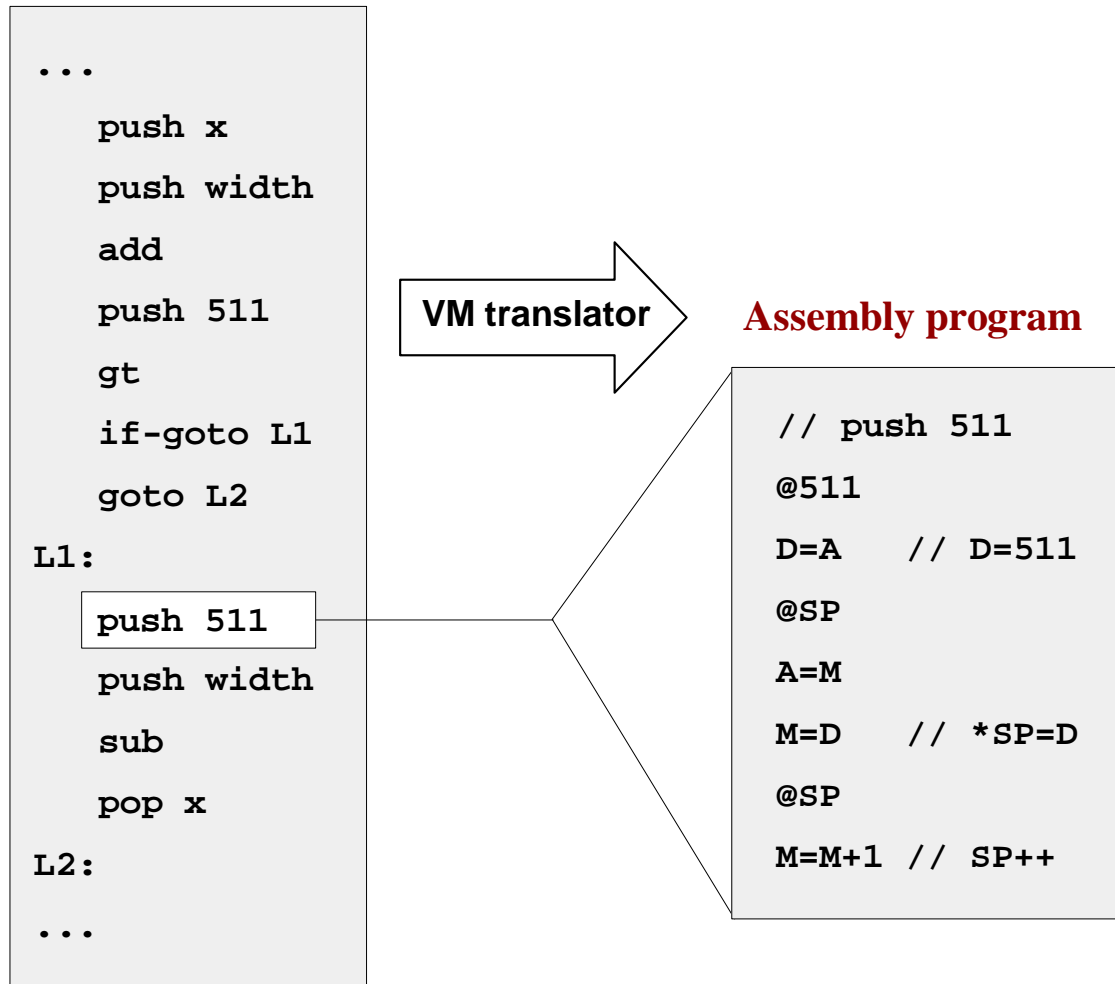 ...
push x
push width
add
push 511
gt
if-goto L1
goto L2
L1:
push 511
push width
sub
pop x
L2:
...
VM translator
Assembly program
// push 511
@511
D=A // D=511
@SP
A=M
M=D // *SP=D
@SP
M=M+1 // SP++